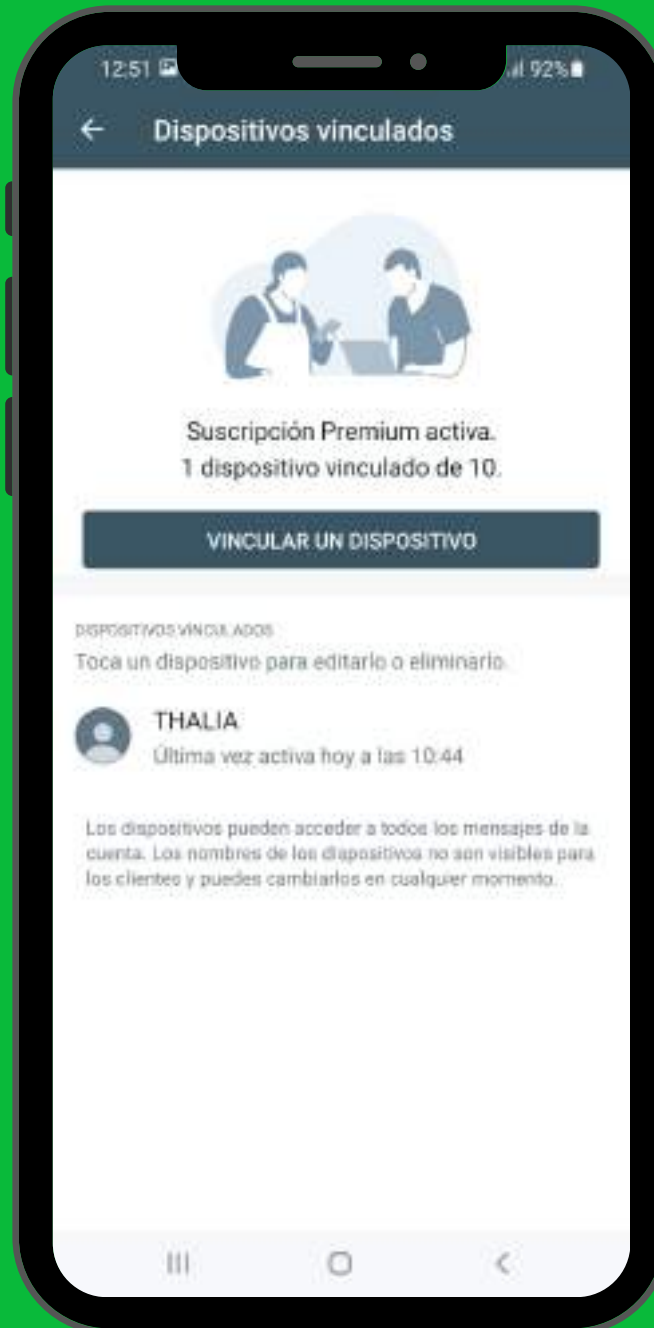 12:51
92%
Dispositivos vinculados
Suscripción Premium activa.
1 dispositivo vinculado de 10.
VINCULAR UN DISPOSITIVO
DISPOSITIVOS VINCULADOS
Toca un dispositivo para editarlo o eliminarlo.
THALIA
Última vez activa hoy a las 10:44
Los dispositivos pueden acceder a todos los mensajes de la
cuenta. Los nombres de los dispositivos no son visibles para
los clientes y puedes cambiarlos en cualquier momento.